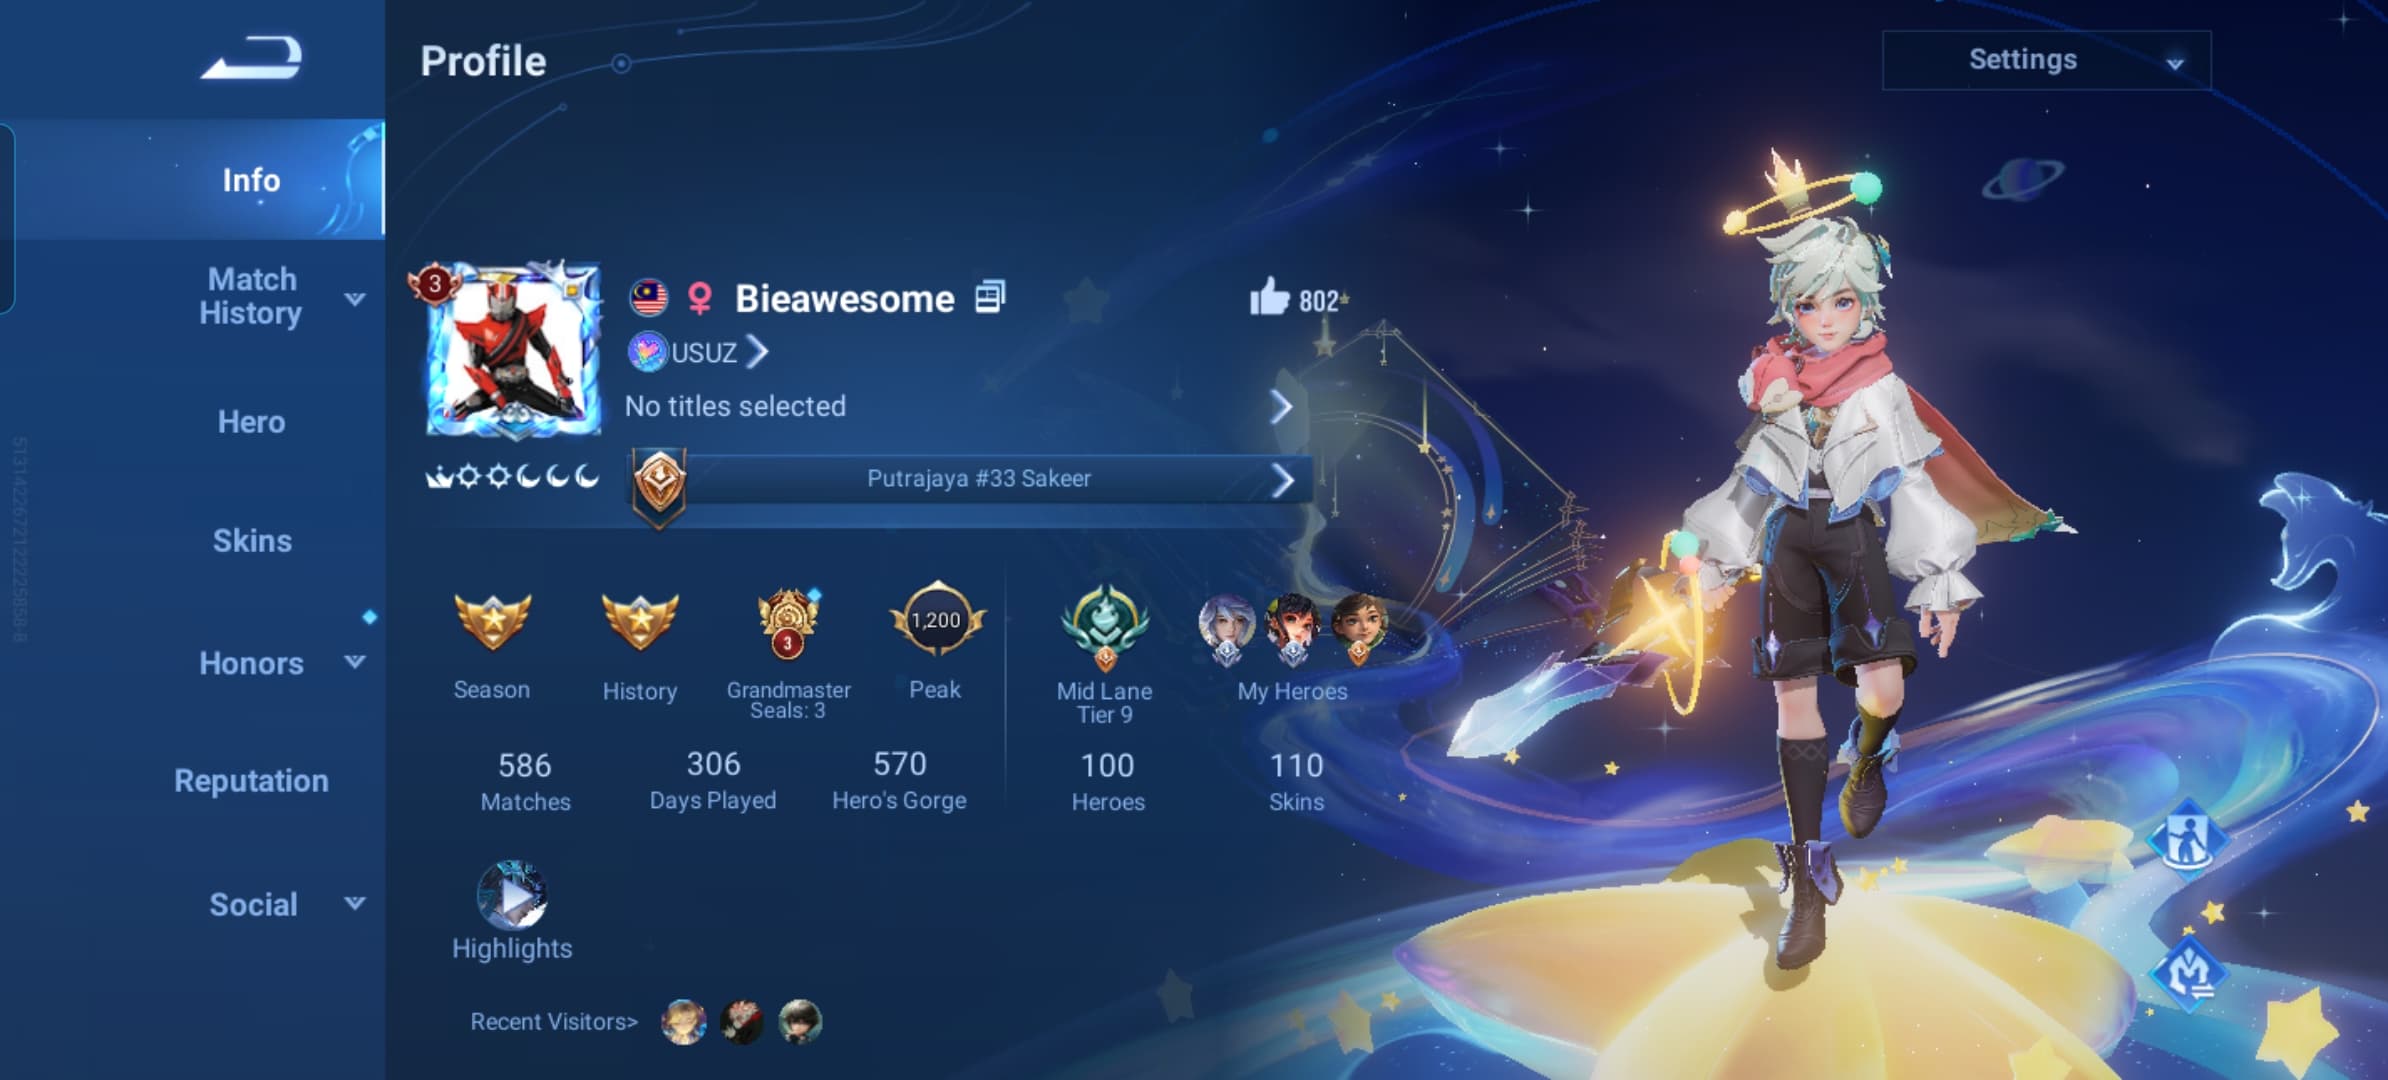 Profile
Settings
Info
Match
History
Hero
Skins
Honors
Reputation
Social
3
Bieawesome
802
USUZ
No titles selected
Putrajaya #33 Sakeer
3
1,200
Season
History
Grandmaster
Seals: 3
Peak
Mid Lane
Tier 9
My Heroes
586
Matches
306
Days Played
570
Hero's Gorge
100
Heroes
110
Skins
Highlights
Recent Visitors>